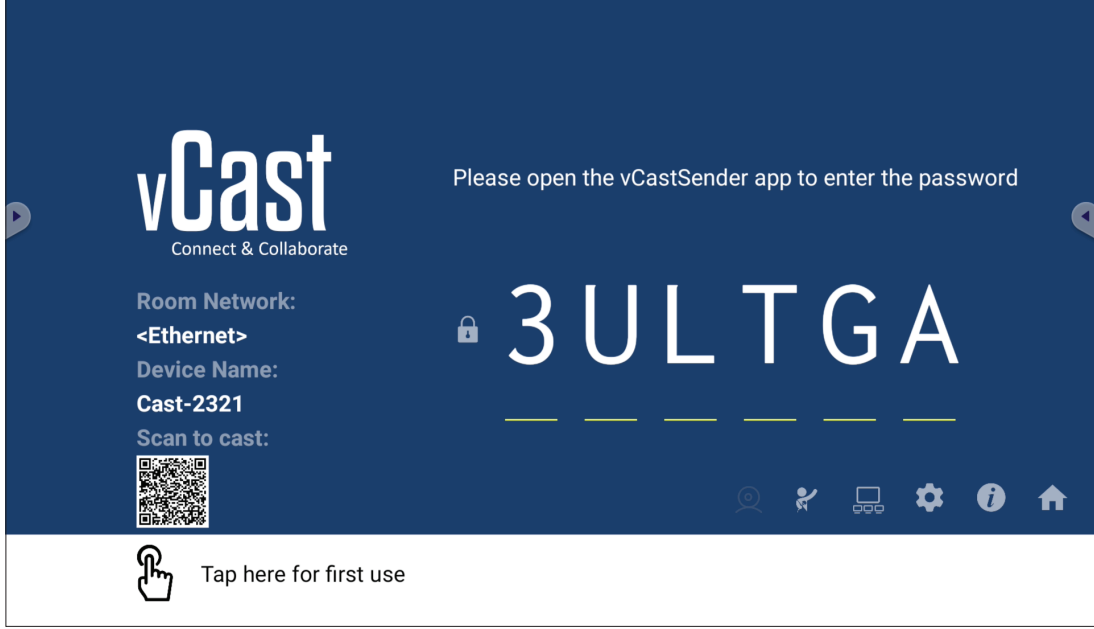 vCast
Connect & Collaborate
Please open the vCastSender app to enter the password
Room Network:
<Ethernet>
Device Name:
Cast-2321
Scan to cast:
3ULTGA
Tap here for first use